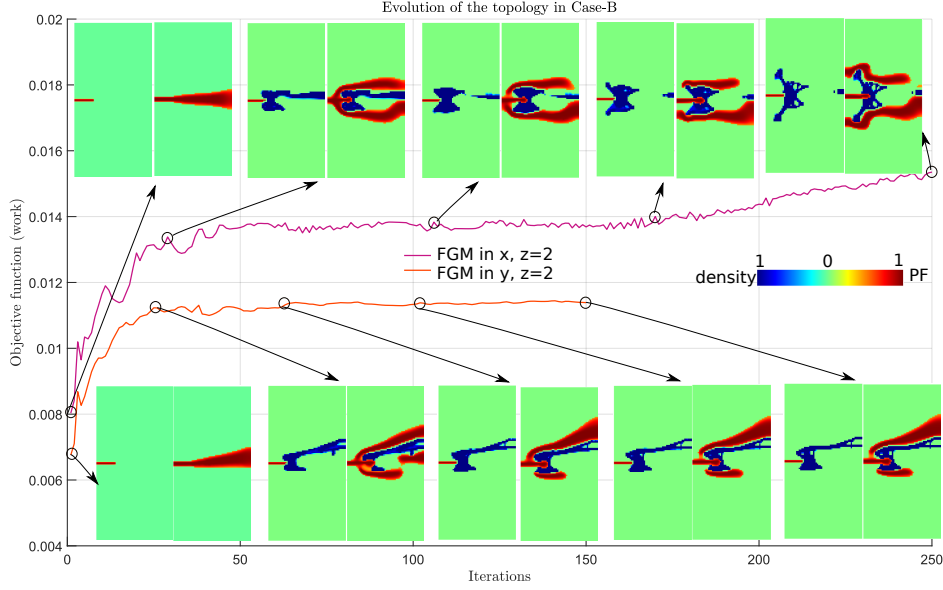 Evolution of the topology in Case-B
0.02
0.018
0.016
0.014
0.012
0.01
0.008
0.006
0.004
Objective function (work)
FGM in x, z=2
FGM in y, z=2
1 0 1
density PF
0 50 100 150 200 250
Iterations